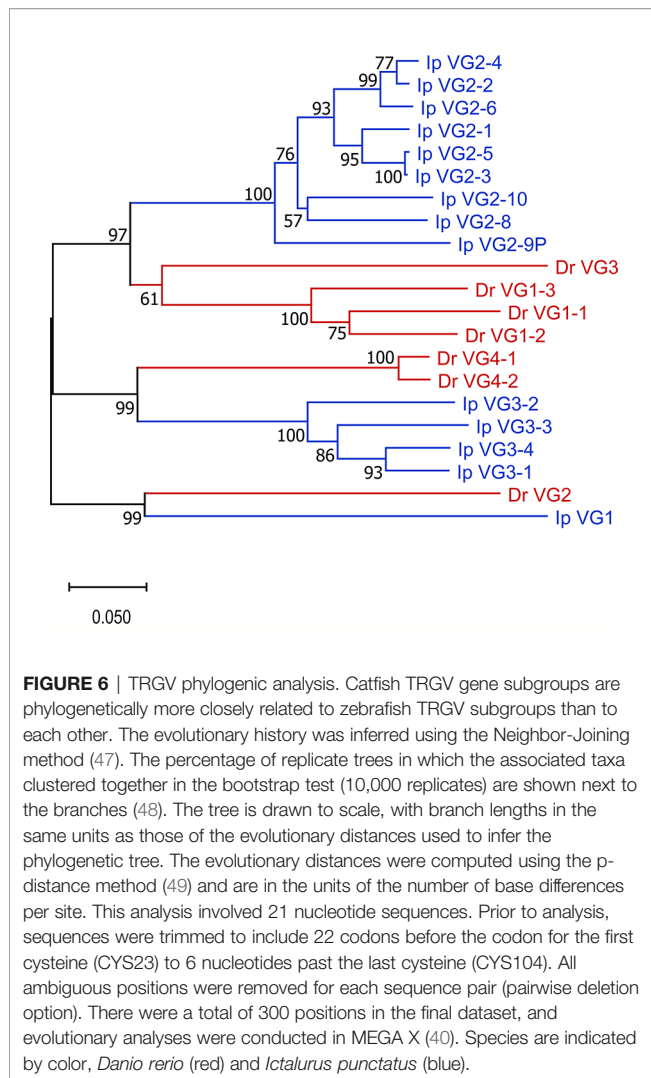 77
Ip VG2-4
99
Ip VG2-2
93
Ip VG2-6
Ip VG2-1
76
95
Ip VG2-5
100
Ip VG2-3
100
Ip VG2-10
57
Ip VG2-8
97
Ip VG2-9P
Dr VG3
61
Dr VG1-3
100
Dr VG1-1
75
Dr VG1-2
100
Dr VG4-1
Dr VG4-2
99
Ip VG3-2
100
Ip VG3-3
86
Ip VG3-4
93
Ip VG3-1
Dr VG2
99
Ip VG1
0.050
FIGURE 6 | TRGV phylogenic analysis. Catfish TRGV gene subgroups are
phylogenetically more closely related to zebrafish TRGV subgroups than to
each other. The evolutionary history was inferred using the Neighbor-Joining
method (47). The percentage of replicate trees in which the associated taxa
clustered together in the bootstrap test (10,000 replicates) are shown next to
the branches (48). The tree is drawn to scale, with branch lengths in the
same units as those of the evolutionary distances used to infer the
phylogenetic tree. The evolutionary distances were computed using the p-
distance method (49) and are in the units of the number of base differences
per site. This analysis involved 21 nucleotide sequences. Prior to analysis,
sequences were trimmed to include 22 codons before the codon for the first
cysteine (CYS23) to 6 nucleotides past the last cysteine (CYS104). All
ambiguous positions were removed for each sequence pair (pairwise deletion
option). There were a total of 300 positions in the final dataset, and
evolutionary analyses were conducted in MEGA X (40). Species are indicated
by color, Danio rerio (red) and Ictalurus punctatus (blue).